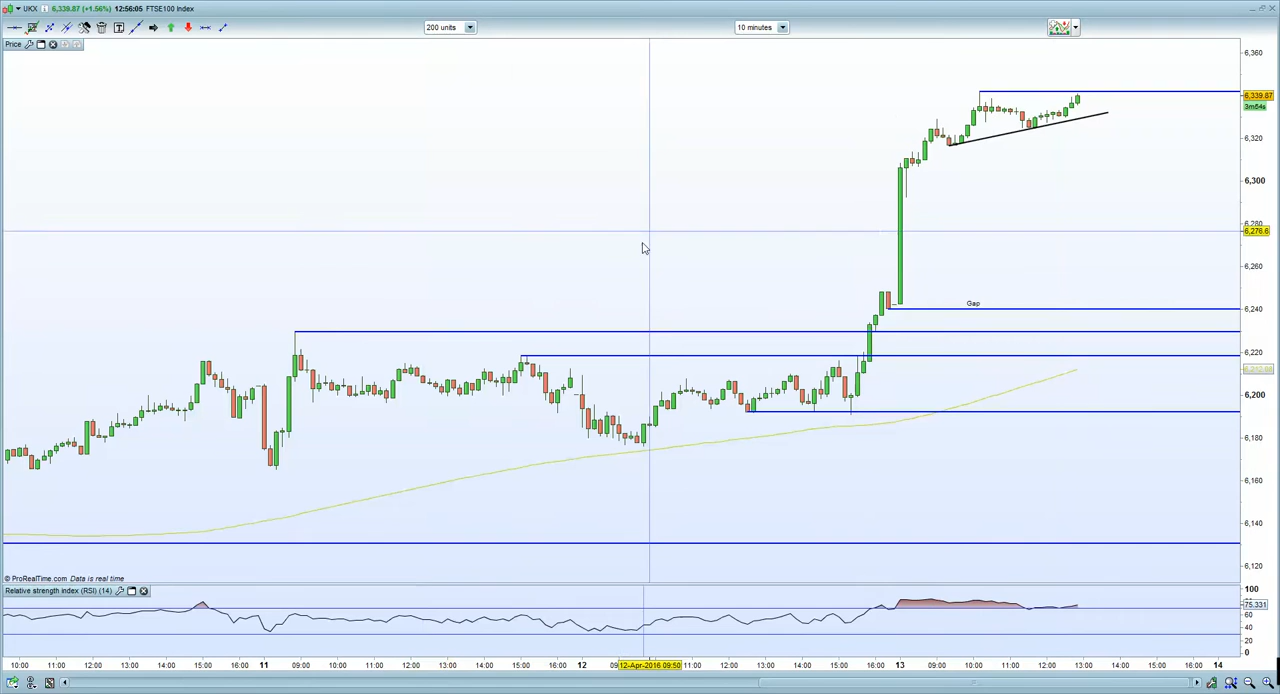 UKX 6,339.87 (+1.56%) 12:56:05 FTSE100 Index
200 units 10 minutes
Price
6,360
6,339.87
3m54s
6,320
6,300
6,280
6,276.6
6,260
Gap
6,240
6,220
6,200
6,180
6,160
6,140
6,120
© ProRealTime.com Data is real time
Relative strength index (RSI) (14)
100
75.331
60
40
20
0
10:00 11:00 12:00 13:00 14:00 15:00 16:00 11 09:00 10:00 11:00 12:00 13:00 14:00 15:00 16:00 12 12-Apr-2016 09:50 11:00 12:00 13:00 14:00 15:00 16:00 13 09:00 10:00 11:00 12:00 13:00 14:00 15:00 16:00 14